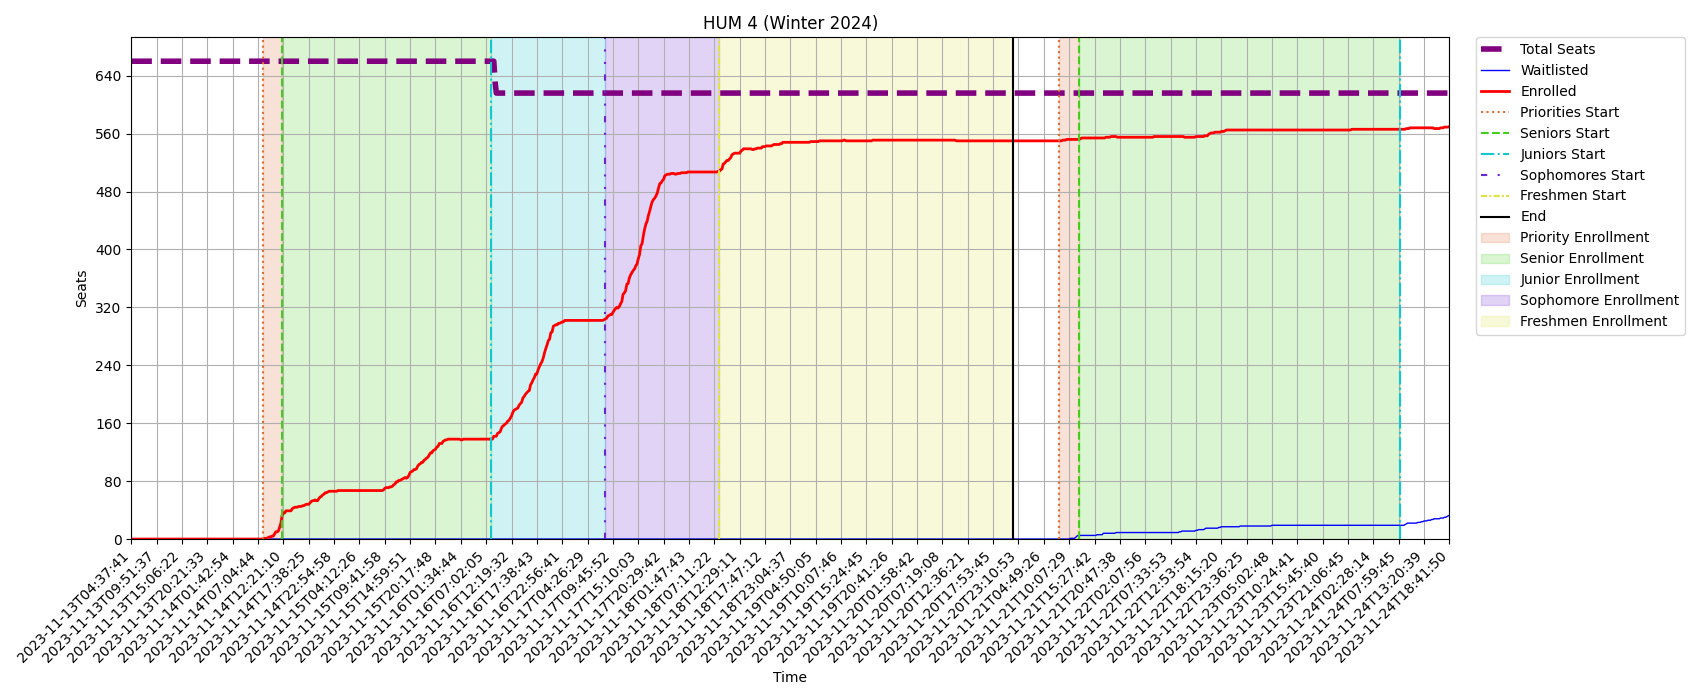 HUM 4 (Winter 2024)
Seats
640
560
480
400
320
240
160
80
0
2023-11-13T04:37:41
2023-11-13T09:51:37
2023-11-13T15:06:22
2023-11-13T20:21:33
2023-11-14T01:42:54
2023-11-14T07:04:44
2023-11-14T12:21:10
2023-11-14T17:38:25
2023-11-14T22:54:58
2023-11-15T04:12:26
2023-11-15T09:41:58
2023-11-15T14:59:51
2023-11-15T20:17:48
2023-11-16T01:34:44
2023-11-16T07:02:05
2023-11-16T12:19:32
2023-11-16T17:38:43
2023-11-16T22:56:41
2023-11-17T04:26:29
2023-11-17T09:45:52
2023-11-17T15:10:03
2023-11-17T20:29:42
2023-11-18T01:47:43
2023-11-18T07:11:22
2023-11-18T12:29:11
2023-11-18T17:47:12
2023-11-18T23:04:37
2023-11-19T04:50:05
2023-11-19T10:07:46
2023-11-19T15:24:45
2023-11-19T20:41:26
2023-11-20T01:58:42
2023-11-20T07:19:08
2023-11-20T12:36:21
2023-11-20T17:53:45
2023-11-20T23:10:53
2023-11-21T04:49:26
2023-11-21T10:07:29
2023-11-21T15:27:42
2023-11-21T20:47:38
2023-11-22T02:07:56
2023-11-22T07:33:53
2023-11-22T12:53:54
2023-11-22T18:15:20
2023-11-22T23:36:25
2023-11-23T05:02:48
2023-11-23T10:24:41
2023-11-23T15:45:40
2023-11-23T21:06:45
2023-11-24T02:28:14
2023-11-24T07:59:45
2023-11-24T13:20:39
2023-11-24T18:41:50
Time
Total Seats
Waitlisted
Enrolled
Priorities Start
Seniors Start
Juniors Start
Sophomores Start
Freshmen Start
End
Priority Enrollment
Senior Enrollment
Junior Enrollment
Sophomore Enrollment
Freshmen Enrollment